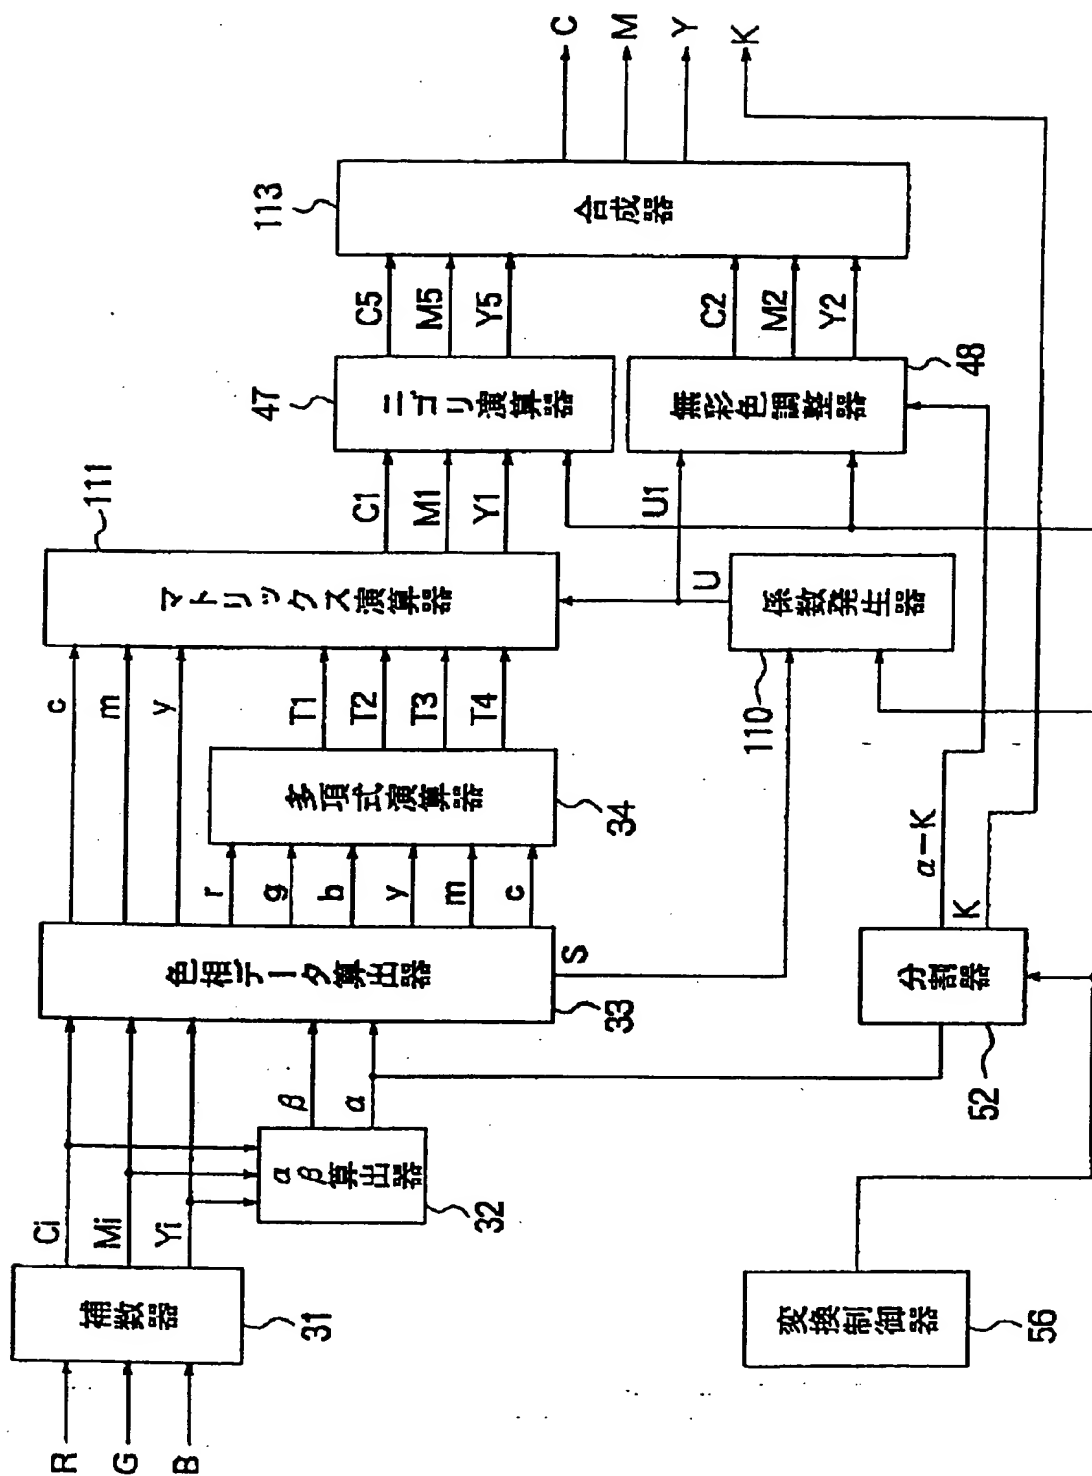 R
G
B
補数器
31
Ci
Mi
Yi
αβ算出器
32
β
α
色相データ算出器
33
S
c
m
y
r
g
b
y
m
c
多項式演算器
34
T1
T2
T3
T4
マトリックス演算器
111
C1
M1
Y1
ニゴリ演算器
47
C5
M5
Y5
合成器
113
C
M
Y
K
変換制御器
56
分割器
52
α−K
K
係数発生器
110
U
U1
無彩色調整器
48
C2
M2
Y2